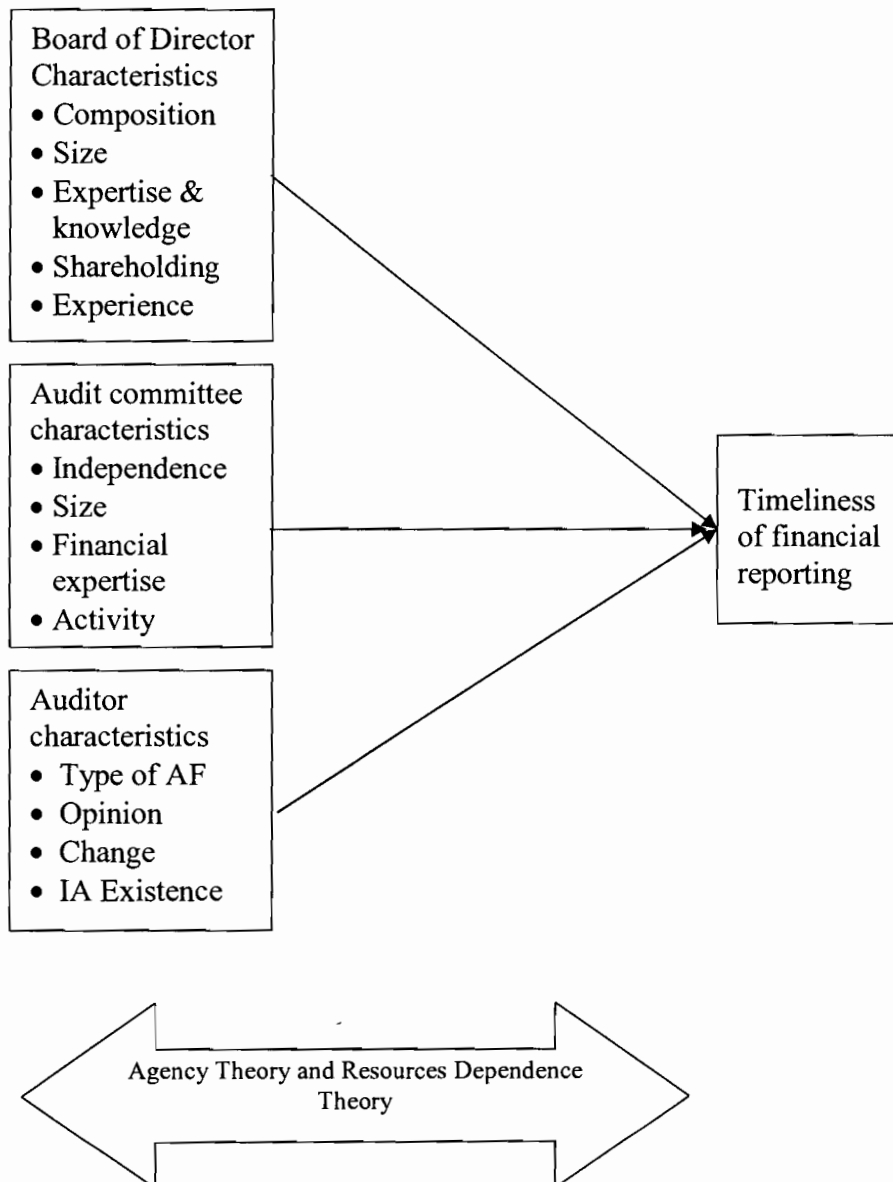 Board of Director
Characteristics
• Composition
• Size
• Expertise &
knowledge
• Shareholding
• Experience
Audit committee
characteristics
• Independence
• Size
• Financial
expertise
• Activity
Auditor
characteristics
• Type of AF
• Opinion
• Change
• IA Existence
Timeliness
of financial
reporting
Agency Theory and Resources Dependence
Theory